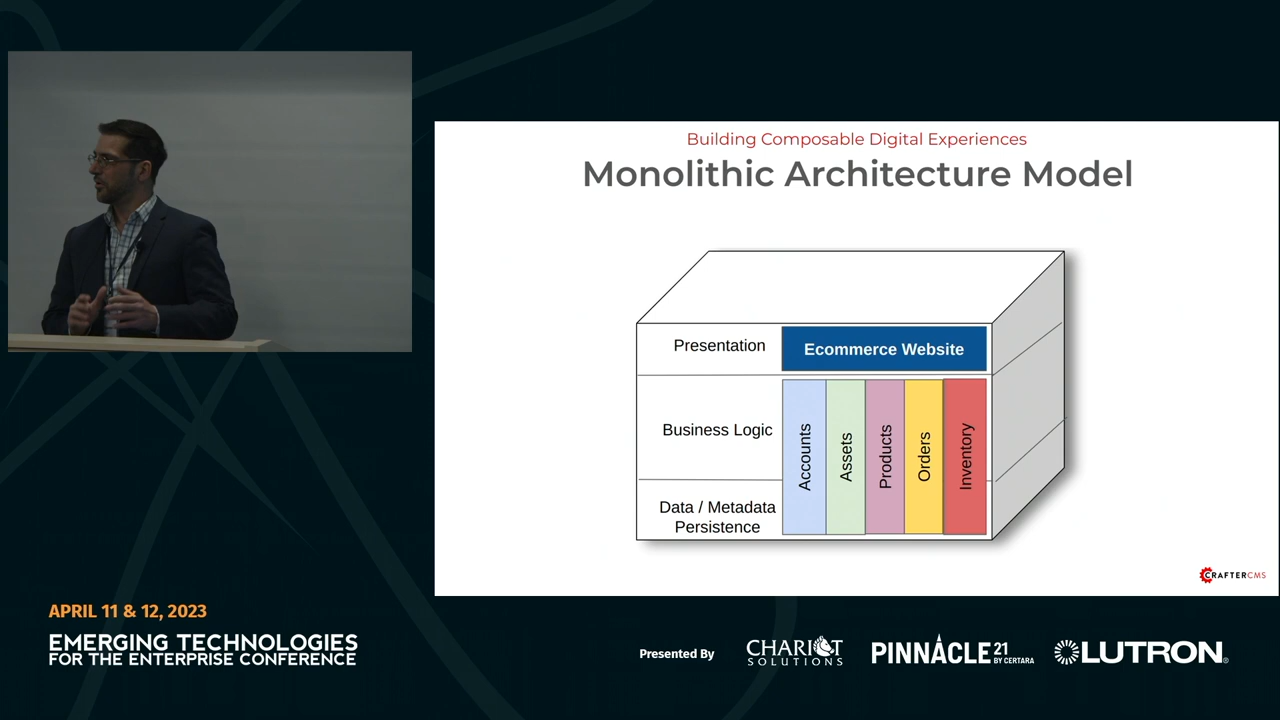 Building Composable Digital Experiences
Monolithic Architecture Model
Presentation
Ecommerce Website
Business Logic
Data / Metadata
Persistence
Accounts
Assets
Products
Orders
Inventory
CRAFTERCMS
APRIL 11 & 12, 2023
EMERGING TECHNOLOGIES
FOR THE ENTERPRISE CONFERENCE
Presented By
CHARIOT
SOLUTIONS
PINNACLE 21
BY CERTARA
LUTRON®